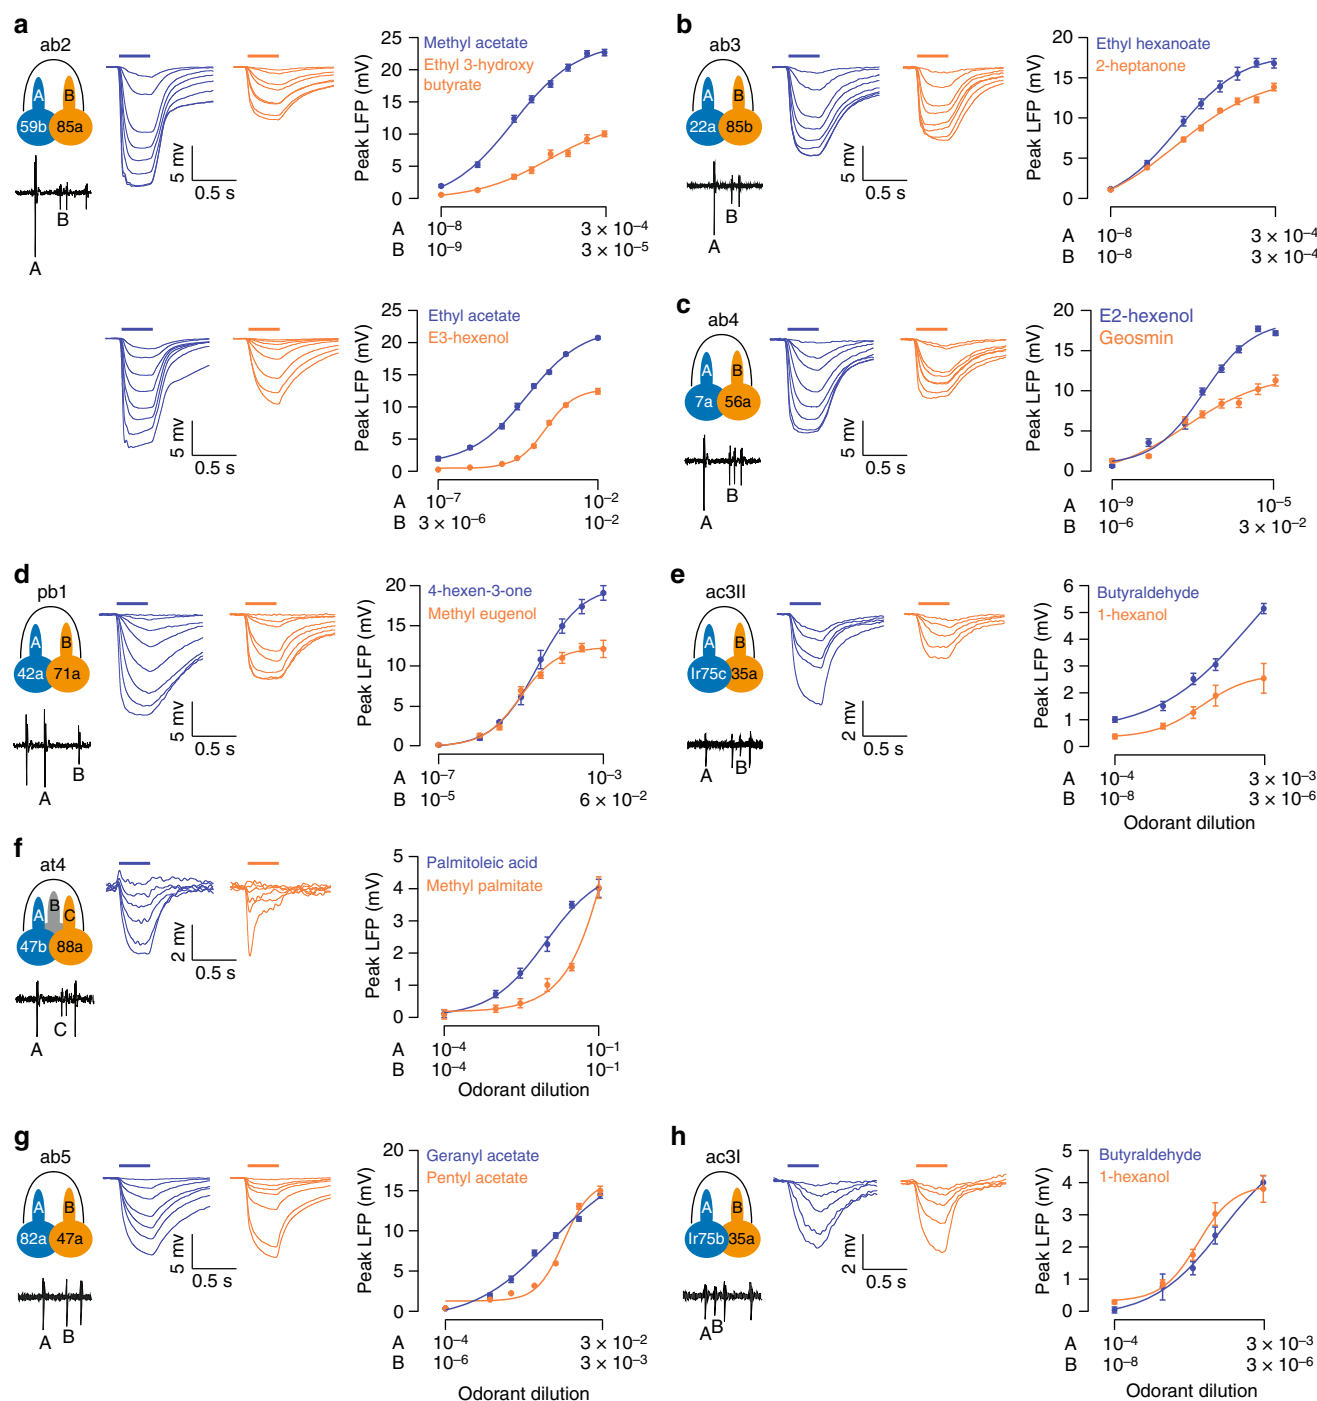 a
ab2
A
B
59b
85a
B
A
5 mv
0.5 s
Peak LFP (mV)
25
20
15
10
5
0
Methyl acetate
Ethyl 3-hydroxy
butyrate
A 10⁻⁸ 3 × 10⁻⁴
B 10⁻⁹ 3 × 10⁻⁵
5 mv
0.5 s
Peak LFP (mV)
25
20
15
10
5
0
Ethyl acetate
E3-hexenol
A 10⁻⁷ 10⁻²
B 3 × 10⁻⁶ 10⁻²
b
ab3
A
B
22a
85b
B
A
5 mv
0.5 s
Peak LFP (mV)
20
15
10
5
0
Ethyl hexanoate
2-heptanone
A 10⁻⁸ 3 × 10⁻⁴
B 10⁻⁸ 3 × 10⁻⁴
c
ab4
A
B
7a
56a
B
A
5 mv
0.5 s
Peak LFP (mV)
20
15
10
5
0
E2-hexenol
Geosmin
A 10⁻⁹ 10⁻⁵
B 10⁻⁶ 3 × 10⁻²
d
pb1
A
B
42a
71a
B
A
5 mv
0.5 s
Peak LFP (mV)
20
15
10
5
0
4-hexen-3-one
Methyl eugenol
A 10⁻⁷ 10⁻³
B 10⁻⁵ 6 × 10⁻²
e
ac3II
A
B
Ir75c
35a
A
B
2 mv
0.5 s
Peak LFP (mV)
6
5
4
3
2
1
0
Butyraldehyde
1-hexanol
A 10⁻⁴ 3 × 10⁻³
B 10⁻⁸ 3 × 10⁻⁶
Odorant dilution
f
at4
A
B
C
47b
88a
C
A
2 mv
0.5 s
Peak LFP (mV)
5
4
3
2
1
0
Palmitoleic acid
Methyl palmitate
A 10⁻⁴ 10⁻¹
B 10⁻⁴ 10⁻¹
Odorant dilution
g
ab5
A
B
82a
47a
A
B
5 mv
0.5 s
Peak LFP (mV)
20
15
10
5
0
Geranyl acetate
Pentyl acetate
A 10⁻⁴ 3 × 10⁻²
B 10⁻⁶ 3 × 10⁻³
Odorant dilution
h
ac3I
A
B
Ir75b
35a
A
B
2 mv
0.5 s
Peak LFP (mV)
5
4
3
2
1
0
Butyraldehyde
1-hexanol
A 10⁻⁴ 3 × 10⁻³
B 10⁻⁸ 3 × 10⁻⁶
Odorant dilution